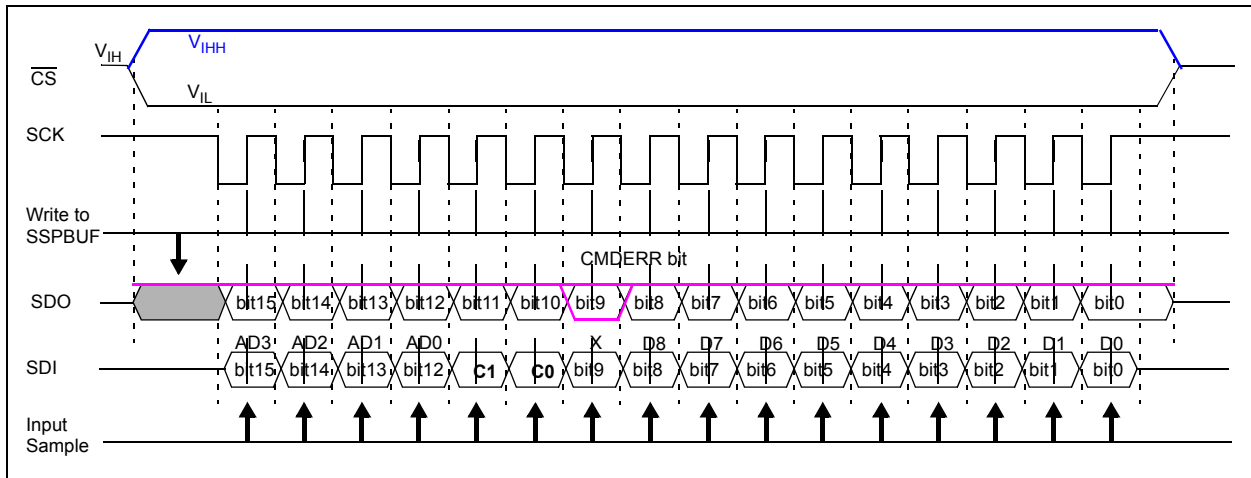 VIH
VIHH
CS
VIL
SCK
Write to
SSPBUF
CMDERR bit
SDO bit15 bit14 bit13 bit12 bit11 bit10 bit9 bit8 bit7 bit6 bit5 bit4 bit3 bit2 bit1 bit0
AD3 AD2 AD1 AD0 X D8 D7 D6 D5 D4 D3 D2 D1 D0
SDI bit15 bit14 bit13 bit12 C1 C0 bit9 bit8 bit7 bit6 bit5 bit4 bit3 bit2 bit1 bit0
Input
Sample